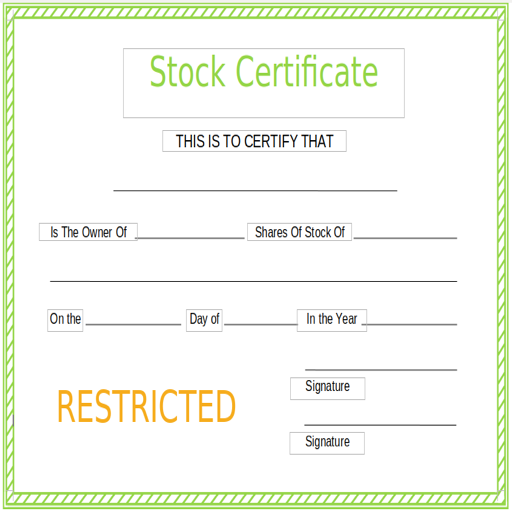 Stock Certificate
THIS IS TO CERTIFY THAT
Is The Owner Of Shares Of Stock Of
On the Day of In the Year
Signature
RESTRICTED
Signature